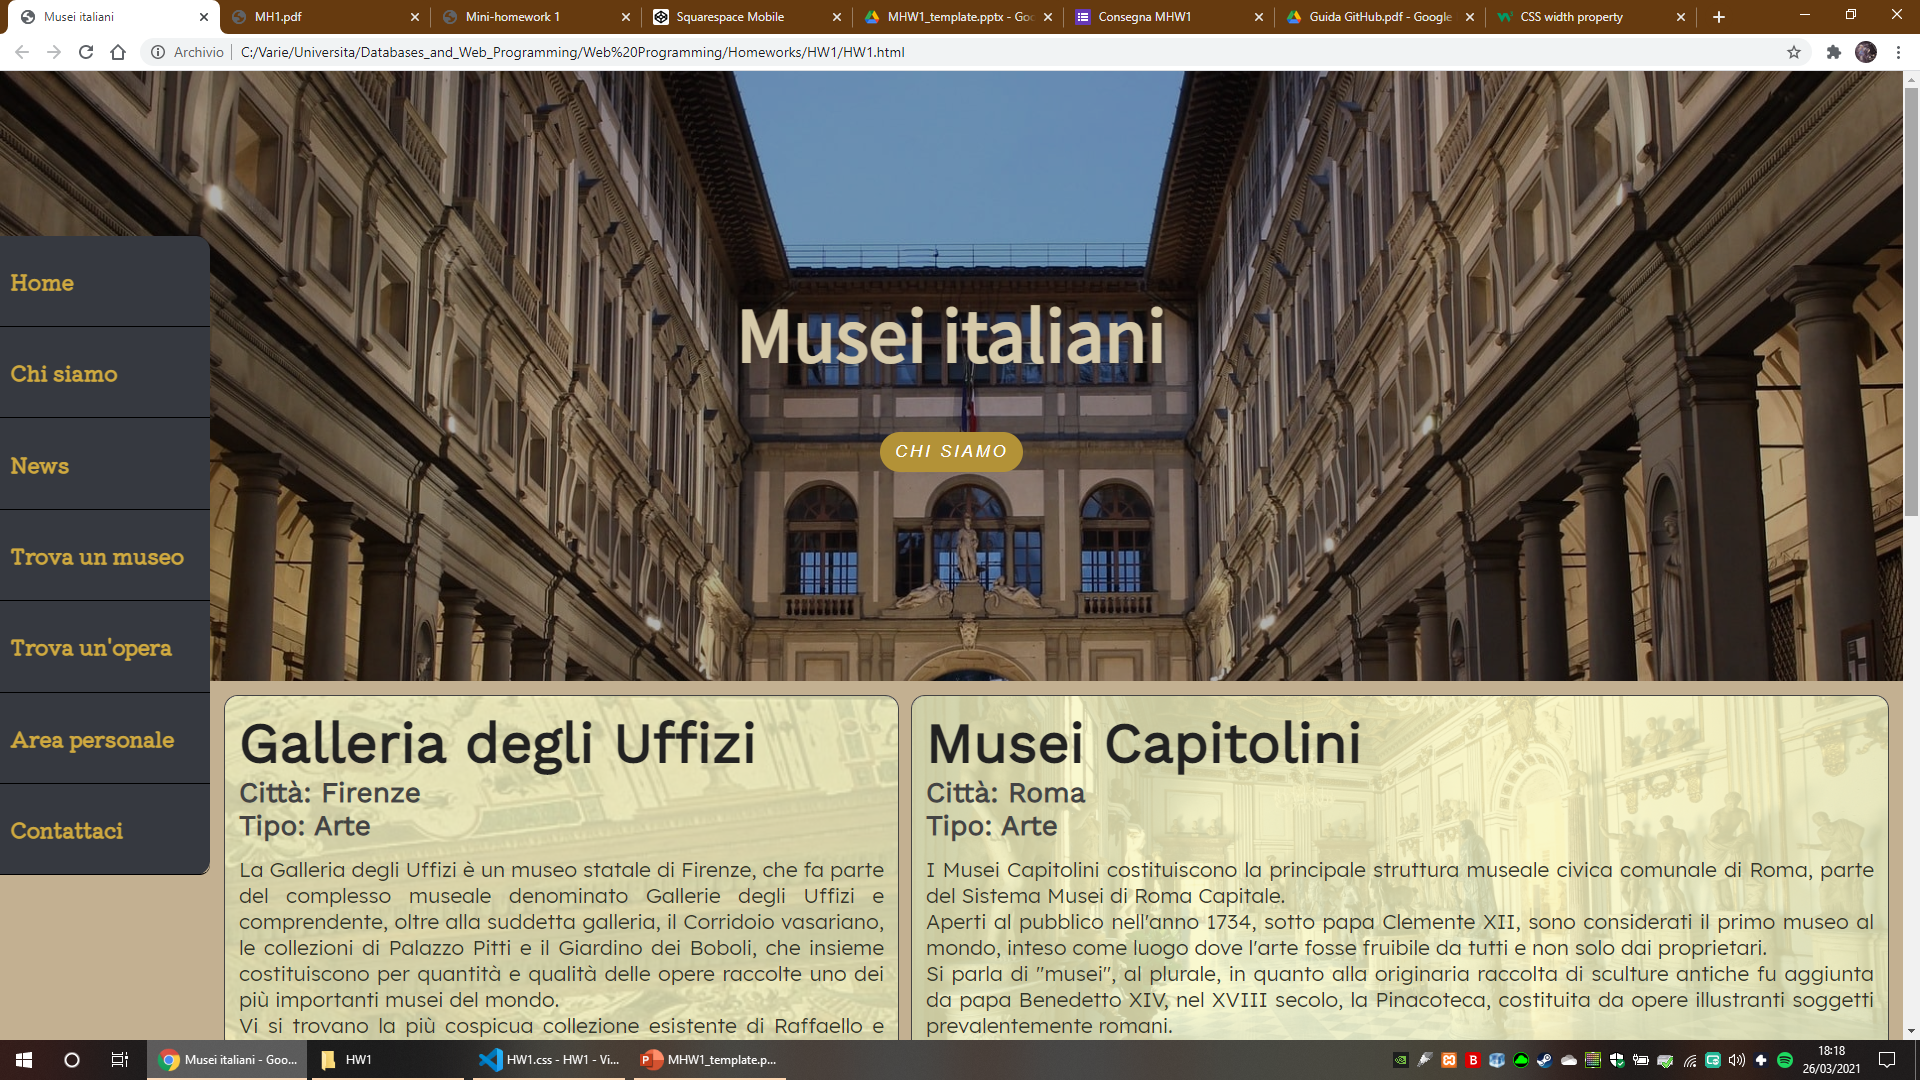 Musei italiani
MH1.pdf
Mini-homework 1
Squarespace Mobile
MHW1_template.pptx - Goo
Consegna MHW1
Guida GitHub.pdf - Google
CSS width property
Archivio
C:/Varie/Universita/Databases_and_Web_Programming/Web%20Programming/Homeworks/HW1/HW1.html
Home
Chi siamo
News
Trova un museo
Trova un'opera
Area personale
Contattaci
Musei italiani
CHI SIAMO
Galleria degli Uffizi
Città: Firenze
Tipo: Arte
La Galleria degli Uffizi è un museo statale di Firenze, che fa parte
del complesso museale denominato Gallerie degli Uffizi e
comprendente, oltre alla suddetta galleria, il Corridoio vasariano,
le collezioni di Palazzo Pitti e il Giardino dei Boboli, che insieme
costituiscono per quantità e qualità delle opere raccolte uno dei
più importanti musei del mondo.
Vi si trovano la più cospicua collezione esistente di Raffaello e
Musei Capitolini
Città: Roma
Tipo: Arte
I Musei Capitolini costituiscono la principale struttura museale civica comunale di Roma, parte
del Sistema Musei di Roma Capitale.
Aperti al pubblico nell'anno 1734, sotto papa Clemente XII, sono considerati il primo museo al
mondo, inteso come luogo dove l'arte fosse fruibile da tutti e non solo dai proprietari.
Si parla di "musei", al plurale, in quanto alla originaria raccolta di sculture antiche fu aggiunta
da papa Benedetto XIV, nel XVIII secolo, la Pinacoteca, costituita da opere illustranti soggetti
prevalentemente romani.
Musei italiani - Goo...
HW1
HW1.css - HW1 - Vi...
MHW1_template.p...
18:18
26/03/2021